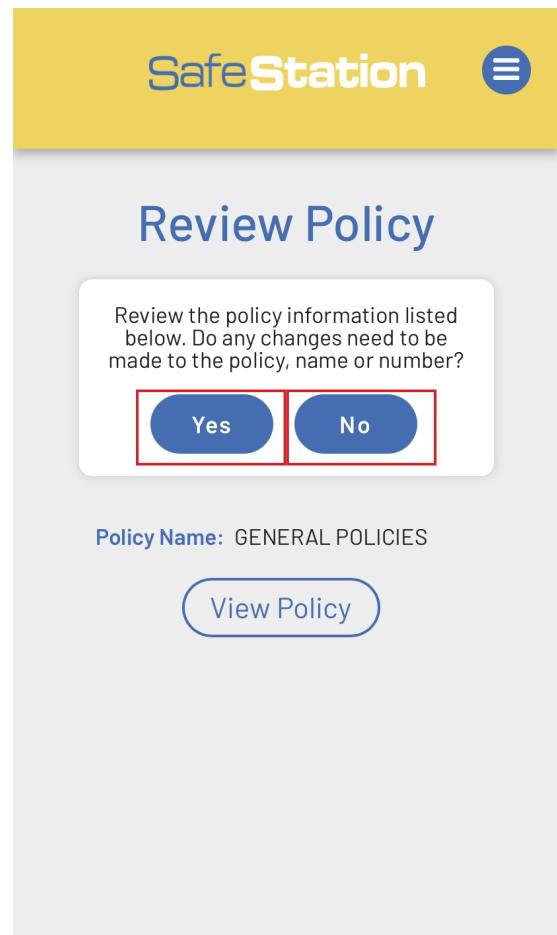 SafeStation
Review Policy
Review the policy information listed
below. Do any changes need to be
made to the policy, name or number?
Yes No
Policy Name: GENERAL POLICIES
View Policy